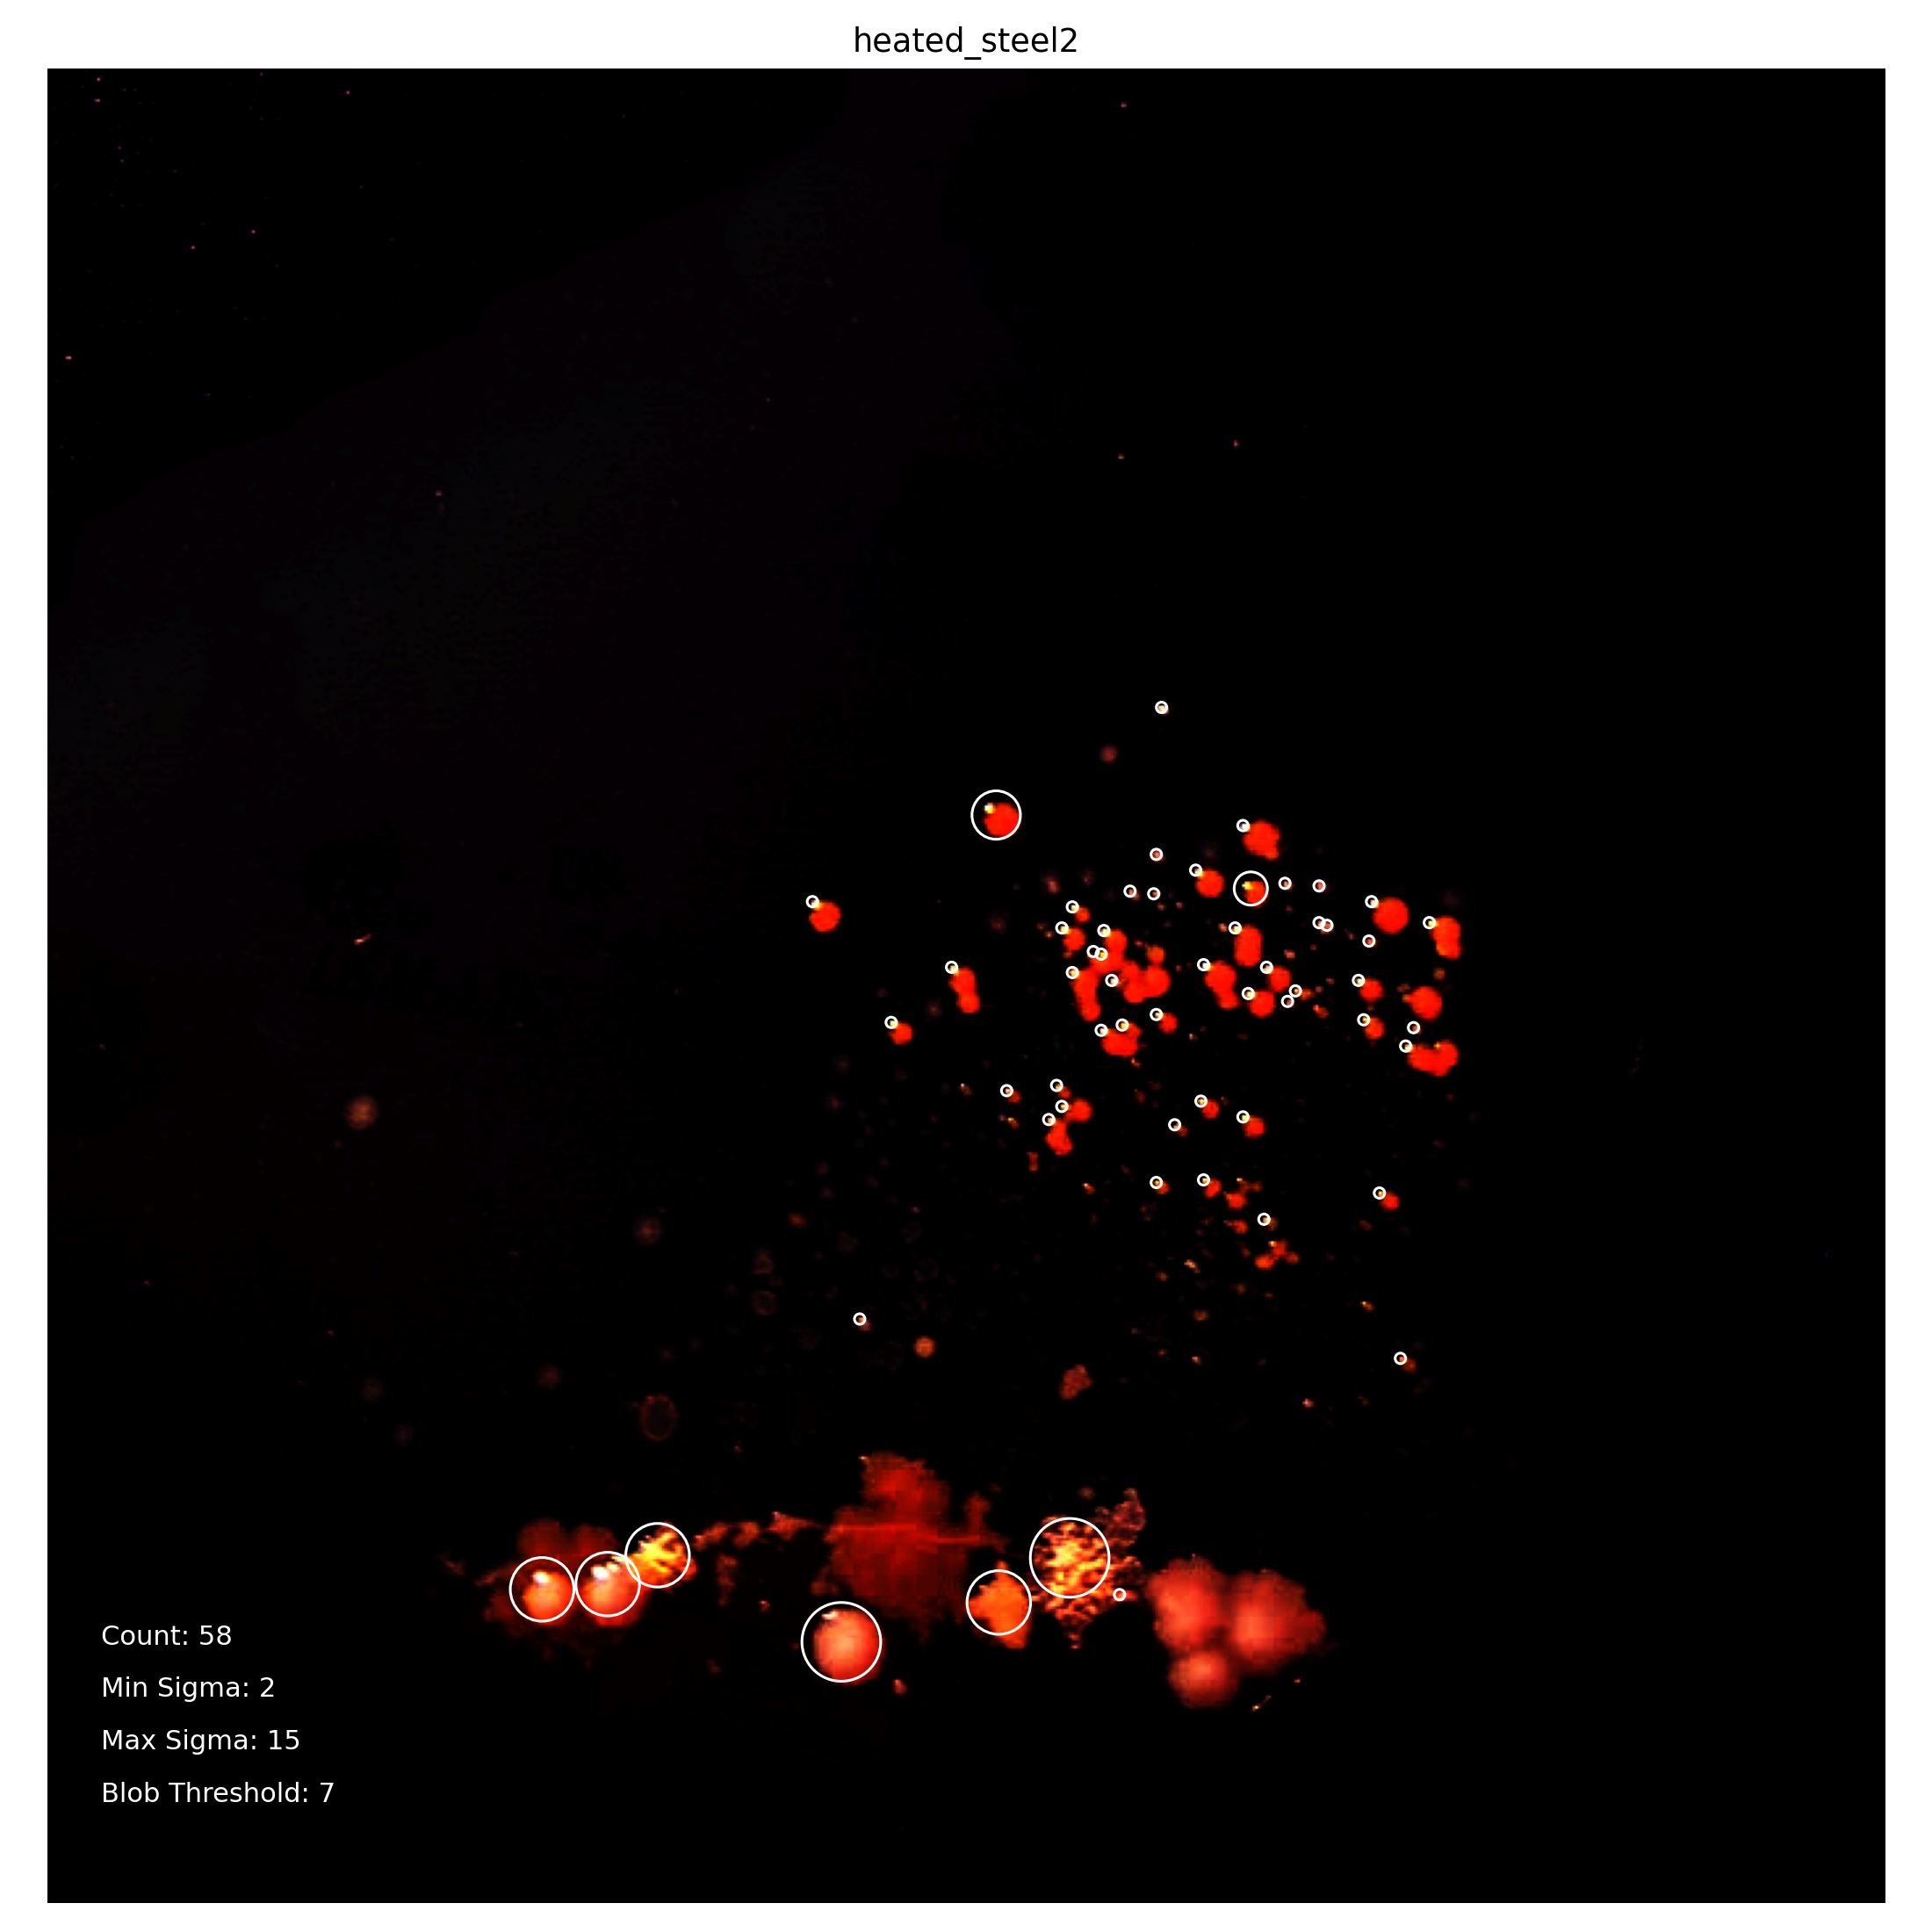 heated_steel2
Count: 58
Min Sigma: 2
Max Sigma: 15
Blob Threshold: 7